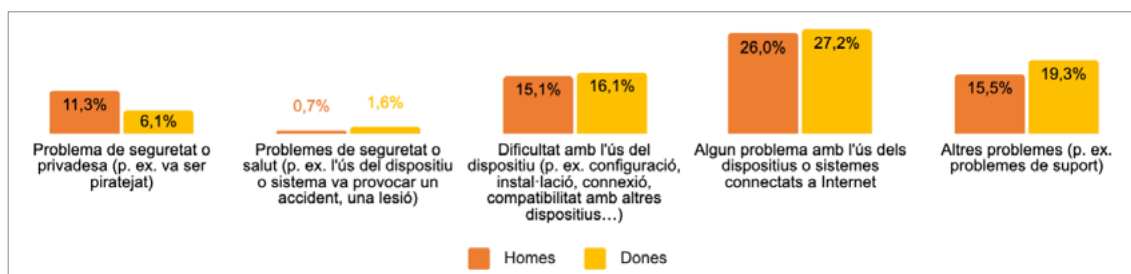 11,3%
6,1%
0,7%
1,6%
15,1%
16,1%
26,0%
27,2%
15,5%
19,3%
Problema de seguretat o
privadesa (p. ex. va ser
piratejat)
Problemes de seguretat o
salut (p. ex. l'ús del dispositiu
o sistema va provocar un
accident, una lesió)
Dificultat amb l'ús del
dispositiu (p. ex. configuració,
instal·lació, connexió,
compatibilitat amb altres
dispositius…)
Algun problema amb l'ús dels
dispositius o sistemes
connectats a Internet
Altres problemes (p. ex.
problemes de suport)
Homes
Dones